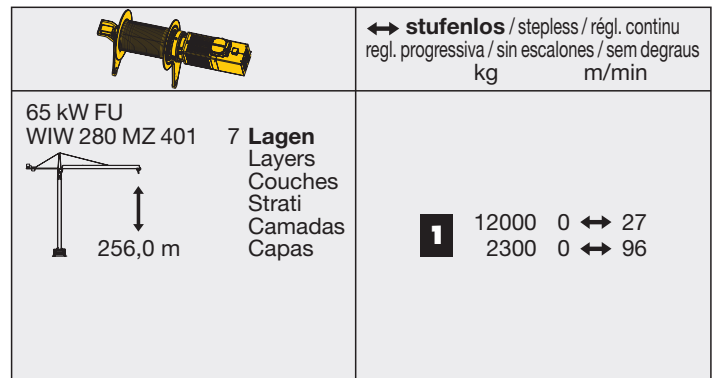 ↔ stufenlos / stepless / régl. continu
regl. progressiva / sin escalones / sem degraus
kg m/min
65 kW FU
WIW 280 MZ 401 7 Lagen
Layers
Couches
Strati
Camadas
256,0 m Capas
1 12000 0 ↔ 27
2300 0 ↔ 96